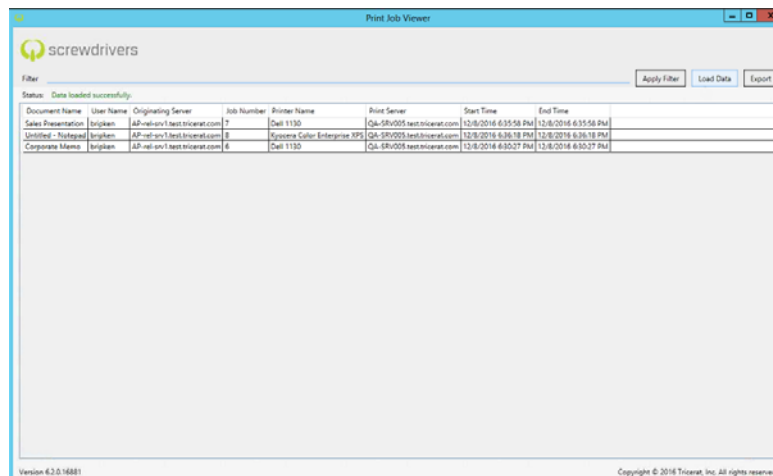 Print Job Viewer
screwdrivers
Filter Apply Filter Load Data Export
Status: Data loaded successfully.
Document Name User Name Originating Server Job Number Printer Name Print Server Start Time End Time
Sales Presentation bripken AP-rel-srv1.test.tricerat.com 7 Dell 1130 QA-SRV005.test.tricerat.com 12/8/2016 6:35:58 PM 12/8/2016 6:35:58 PM
Untitled - Notepad bripken AP-rel-srv1.test.tricerat.com 8 Kyocera Color Enterprise XPS QA-SRV005.test.tricerat.com 12/8/2016 6:36:18 PM 12/8/2016 6:36:18 PM
Corporate Memo bripken AP-rel-srv1.test.tricerat.com 6 Dell 1130 QA-SRV005.test.tricerat.com 12/8/2016 6:30:27 PM 12/8/2016 6:30:27 PM
Version 6.2.0.16881 Copyright © 2016 Tricerat, Inc. All rights reserve